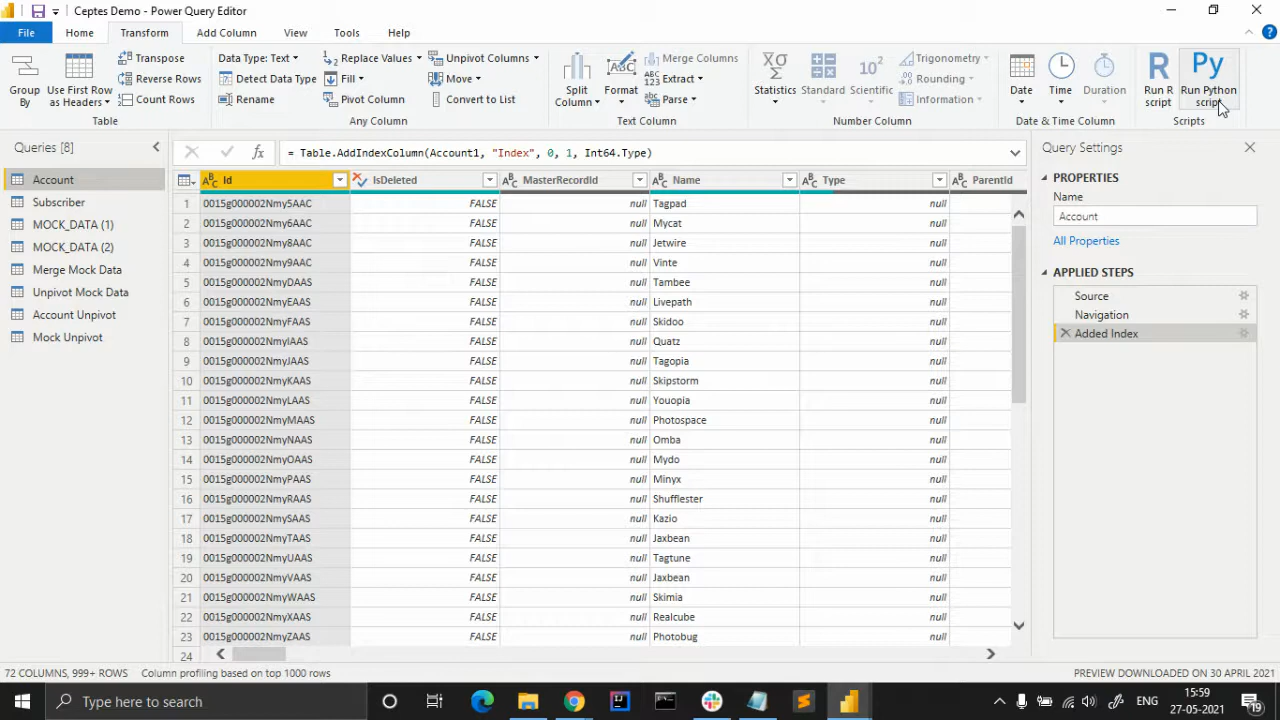 Ceptes Demo - Power Query Editor
File Home Transform Add Column View Tools Help
Group By
Use First Row as Headers
Transpose
Reverse Rows
Count Rows
Table
Data Type: Text
Detect Data Type
Rename
Replace Values
Fill
Pivot Column
Unpivot Columns
Move
Convert to List
Any Column
Split Column
Format
ABC
Merge Columns
ABC 123 Extract
abc Parse
Text Column
XΣ Statistics
Standard
10² Scientific
Trigonometry
Rounding
Information
Number Column
Date
Time
Duration
Date & Time Column
R Run R script
Py Run Python script
Scripts
Queries [8]
Account
Subscriber
MOCK_DATA (1)
MOCK_DATA (2)
Merge Mock Data
Unpivot Mock Data
Account Unpivot
Mock Unpivot
fx = Table.AddIndexColumn(Account1, "Index", 0, 1, Int64.Type)
ABC Id IsDeleted ABC MasterRecordId ABC Name ABC Type ABC ParentId
1 0015g000002Nmy5AAC FALSE null Tagpad null
2 0015g000002Nmy6AAC FALSE null Mycat null
3 0015g000002Nmy8AAC FALSE null Jetwire null
4 0015g000002Nmy9AAC FALSE null Vinte null
5 0015g000002NmyDAAS FALSE null Tambee null
6 0015g000002NmyEAAS FALSE null Livepath null
7 0015g000002NmyFAAS FALSE null Skidoo null
8 0015g000002NmyIAAS FALSE null Quatz null
9 0015g000002NmyJAAS FALSE null Tagopia null
10 0015g000002NmyKAAS FALSE null Skipstorm null
11 0015g000002NmyLAAS FALSE null Youopia null
12 0015g000002NmyMAAS FALSE null Photospace null
13 0015g000002NmyNAAS FALSE null Omba null
14 0015g000002NmyOAAS FALSE null Mydo null
15 0015g000002NmyPAAS FALSE null Minyx null
16 0015g000002NmyRAAS FALSE null Shufflester null
17 0015g000002NmySAAS FALSE null Kazio null
18 0015g000002NmyTAAS FALSE null Jaxbean null
19 0015g000002NmyUAAS FALSE null Tagtune null
20 0015g000002NmyVAAS FALSE null Jaxbean null
21 0015g000002NmyWAAS FALSE null Skimia null
22 0015g000002NmyXAAS FALSE null Realcube null
23 0015g000002NmyZAAS FALSE null Photobug null
24
Query Settings
PROPERTIES
Name
Account
All Properties
APPLIED STEPS
Source
Navigation
Added Index
72 COLUMNS, 999+ ROWS Column profiling based on top 1000 rows PREVIEW DOWNLOADED ON 30 APRIL 2021
Type here to search
ENG
15:59
27-05-2021
19